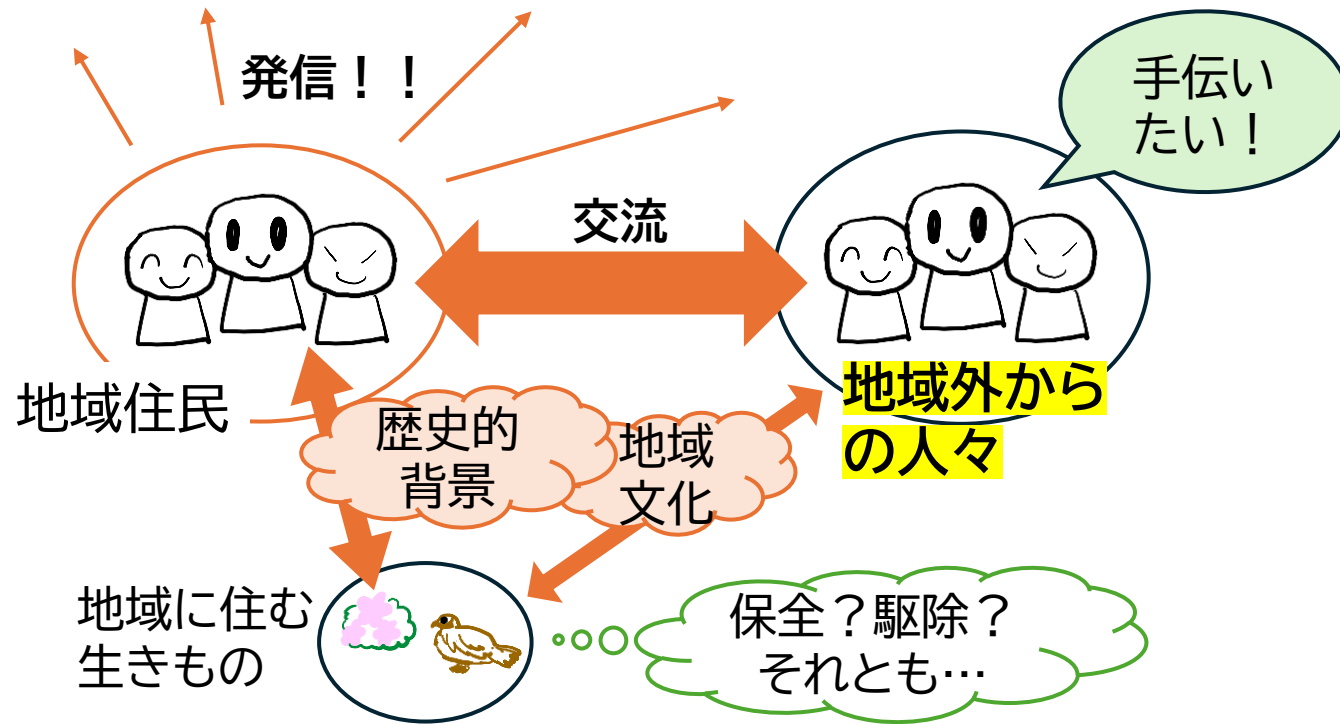 発信！！
手伝い
たい！
交流
地域住民
地域外から
の人々
歴史的
背景
地域
文化
地域に住む
生きもの
保全？駆除？
それとも…